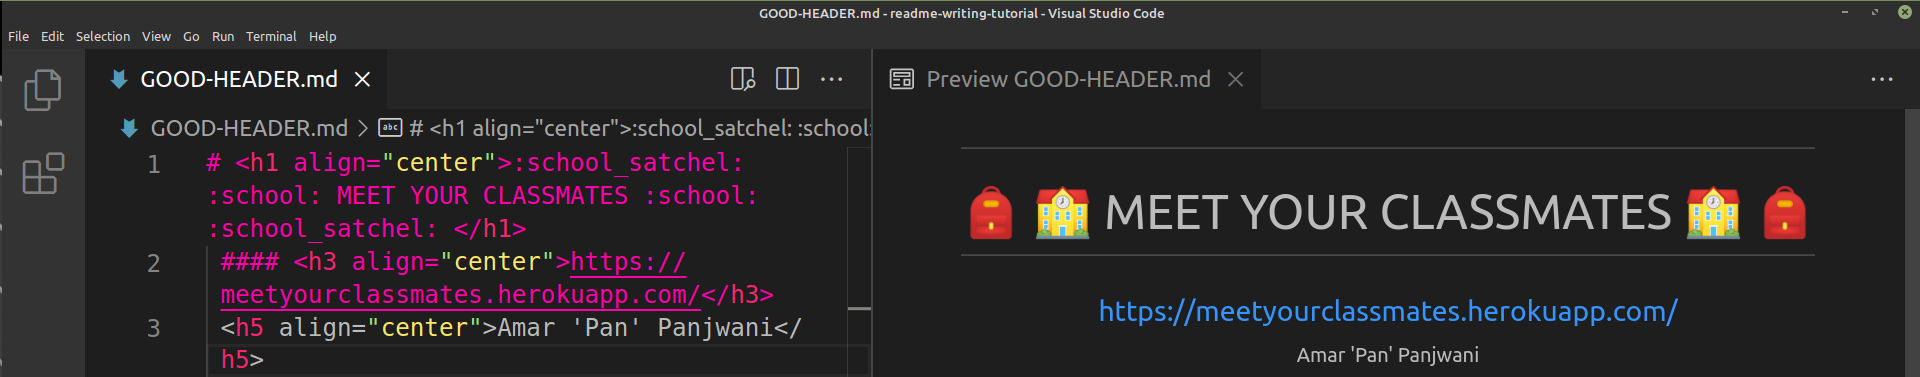 GOOD-HEADER.md - readme-writing-tutorial - Visual Studio Code
File Edit Selection View Go Run Terminal Help
GOOD-HEADER.md
Preview GOOD-HEADER.md
GOOD-HEADER.md > abc # <h1 align="center">:school_satchel: :school:
1 # <h1 align="center">:school_satchel:
:school: MEET YOUR CLASSMATES :school:
:school_satchel: </h1>
2 #### <h3 align="center">https://
meetyourclassmates.herokuapp.com/</h3>
3 <h5 align="center">Amar 'Pan' Panjwani</
h5>
MEET YOUR CLASSMATES
https://meetyourclassmates.herokuapp.com/
Amar 'Pan' Panjwani